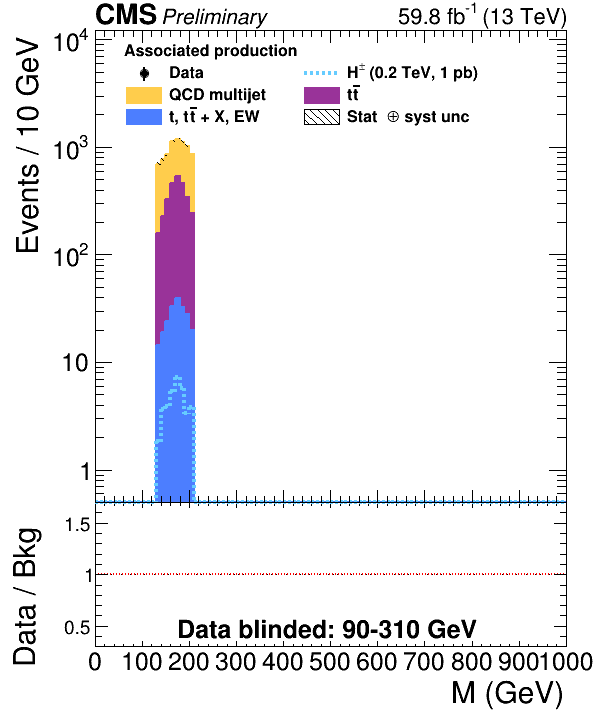 CMS Preliminary 59.8 fb⁻¹ (13 TeV)
Associated production
Data
H± (0.2 TeV, 1 pb)
QCD multijet
tt̅
t, tt̅ + X, EW
Stat ⊕ syst unc
Events / 10 GeV
10⁴
10³
10²
10
1
Data / Bkg
1.5
1
0.5
Data blinded: 90-310 GeV
0 100 200 300 400 500 600 700 800 900 1000
M (GeV)